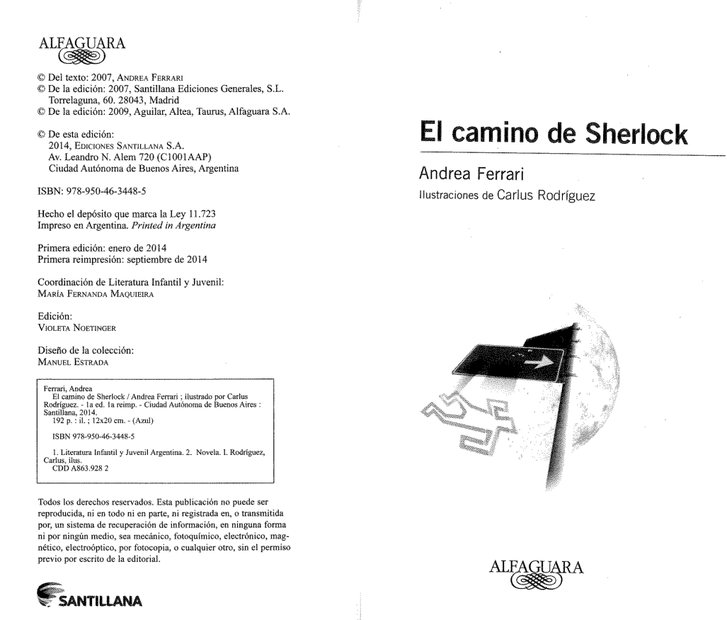 ALFAGUARA
© Del texto: 2007, ANDREA FERRARI
© De la edición: 2007, Santillana Ediciones Generales, S.L.
Torrelaguna, 60. 28043, Madrid
© De la edición: 2009, Aguilar, Altea, Taurus, Alfaguara S.A.
© De esta edición:
2014, EDICIONES SANTILLANA S.A.
Av. Leandro N. Alem 720 (C1001AAP)
Ciudad Autónoma de Buenos Aires, Argentina
ISBN: 978-950-46-3448-5
Hecho el depósito que marca la Ley 11.723
Impreso en Argentina. Printed in Argentina
Primera edición: enero de 2014
Primera reimpresión: septiembre de 2014
Coordinación de Literatura Infantil y Juvenil:
MARÍA FERNANDA MAQUIEIRA
Edición:
VIOLETA NOETINGER
Diseño de la colección:
MANUEL ESTRADA
Ferrari, Andrea
El camino de Sherlock / Andrea Ferrari ; ilustrado por Carlus
Rodríguez. - 1a ed. 1a reimp. - Ciudad Autónoma de Buenos Aires :
Santillana, 2014.
192 p. : il. ; 12x20 cm. - (Azul)
ISBN 978-950-46-3448-5
1. Literatura Infantil y Juvenil Argentina. 2. Novela. I. Rodríguez,
Carlus, ilus.
CDD A863.928 2
Todos los derechos reservados. Esta publicación no puede ser
reproducida, ni en todo ni en parte, ni registrada en, o transmitida
por, un sistema de recuperación de información, en ninguna forma
ni por ningún medio, sea mecánico, fotoquímico, electrónico, mag-
nético, electroóptico, por fotocopia, o cualquier otro, sin el permiso
previo por escrito de la editorial.
SANTILLANA
El camino de Sherlock
Andrea Ferrari
Ilustraciones de Carlus Rodríguez
ALFAGUARA